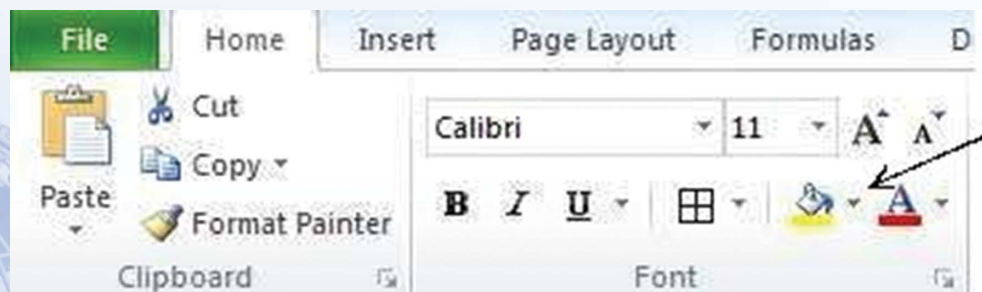 File Home Insert Page Layout Formulas D
Cut
Copy
Paste
Format Painter
Clipboard
Calibri 11 A A
B I U A
Font